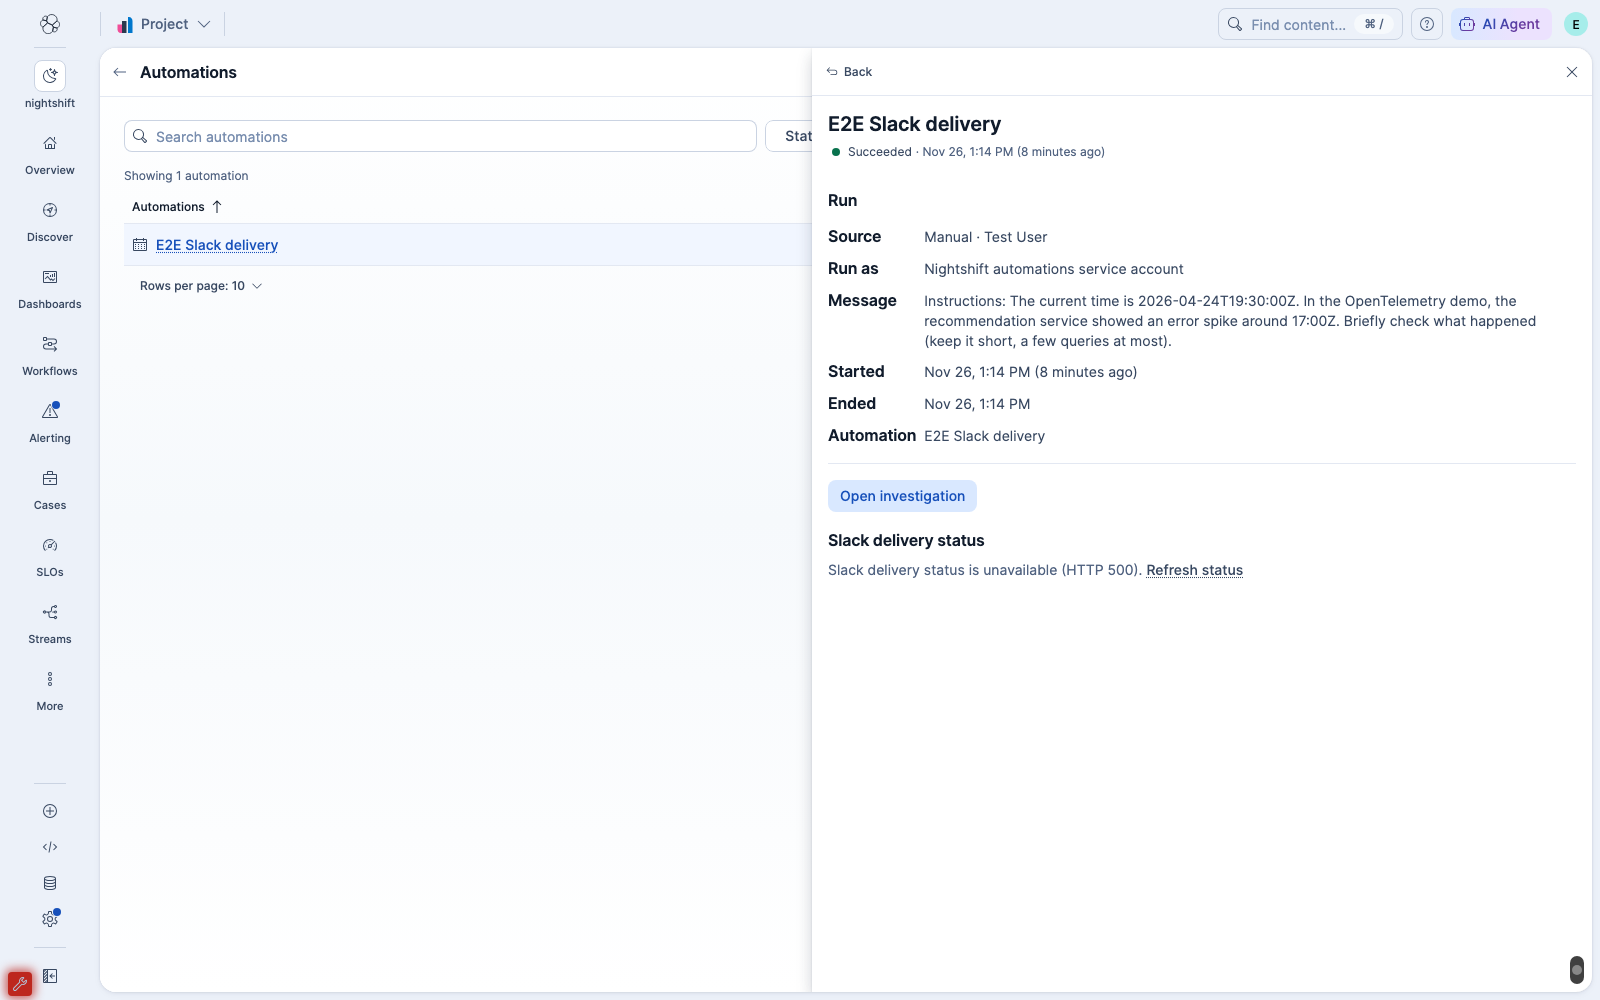 Project
Find content...
⌘ /
AI Agent
E
nightshift
Overview
Discover
Dashboards
Workflows
Alerting
Cases
SLOs
Streams
More
Automations
Search automations
Stat
Showing 1 automation
Automations
E2E Slack delivery
Rows per page: 10
Back
E2E Slack delivery
Succeeded · Nov 26, 1:14 PM (8 minutes ago)
Run
Source Manual · Test User
Run as Nightshift automations service account
Message Instructions: The current time is 2026-04-24T19:30:00Z. In the OpenTelemetry demo, the
recommendation service showed an error spike around 17:00Z. Briefly check what happened
(keep it short, a few queries at most).
Started Nov 26, 1:14 PM (8 minutes ago)
Ended Nov 26, 1:14 PM
Automation E2E Slack delivery
Open investigation
Slack delivery status
Slack delivery status is unavailable (HTTP 500). Refresh status